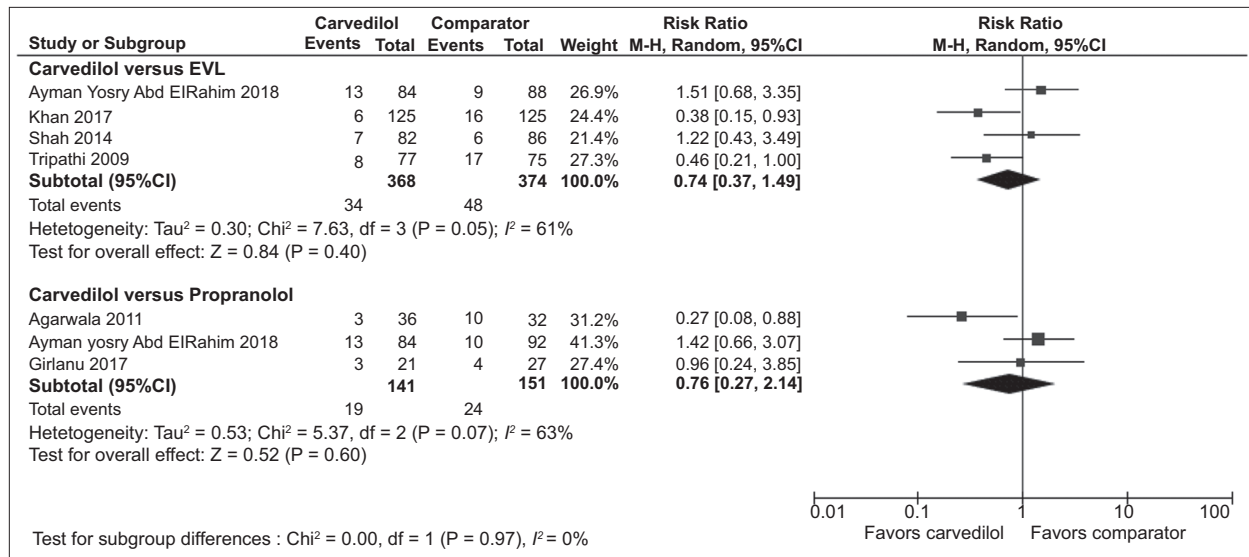 Carvedilol Comparator Risk Ratio Risk Ratio
Study or Subgroup Events Total Events Total Weight M-H, Random, 95%CI M-H, Random, 95%CI
Carvedilol versus EVL
Ayman Yosry Abd ElRahim 2018 13 84 9 88 26.9% 1.51 [0.68, 3.35]
Khan 2017 6 125 16 125 24.4% 0.38 [0.15, 0.93]
Shah 2014 7 82 6 86 21.4% 1.22 [0.43, 3.49]
Tripathi 2009 8 77 17 75 27.3% 0.46 [0.21, 1.00]
Subtotal (95%CI) 368 374 100.0% 0.74 [0.37, 1.49]
Total events 34 48
Hetetogeneity: Tau² = 0.30; Chi² = 7.63, df = 3 (P = 0.05); I² = 61%
Test for overall effect: Z = 0.84 (P = 0.40)
Carvedilol versus Propranolol
Agarwala 2011 3 36 10 32 31.2% 0.27 [0.08, 0.88]
Ayman yosry Abd ElRahim 2018 13 84 10 92 41.3% 1.42 [0.66, 3.07]
Girlanu 2017 3 21 4 27 27.4% 0.96 [0.24, 3.85]
Subtotal (95%CI) 141 151 100.0% 0.76 [0.27, 2.14]
Total events 19 24
Hetetogeneity: Tau² = 0.53; Chi² = 5.37, df = 2 (P = 0.07); I² = 63%
Test for overall effect: Z = 0.52 (P = 0.60)
0.01 0.1 1 10 100
Favors carvedilol Favors comparator
Test for subgroup differences : Chi² = 0.00, df = 1 (P = 0.97), I² = 0%